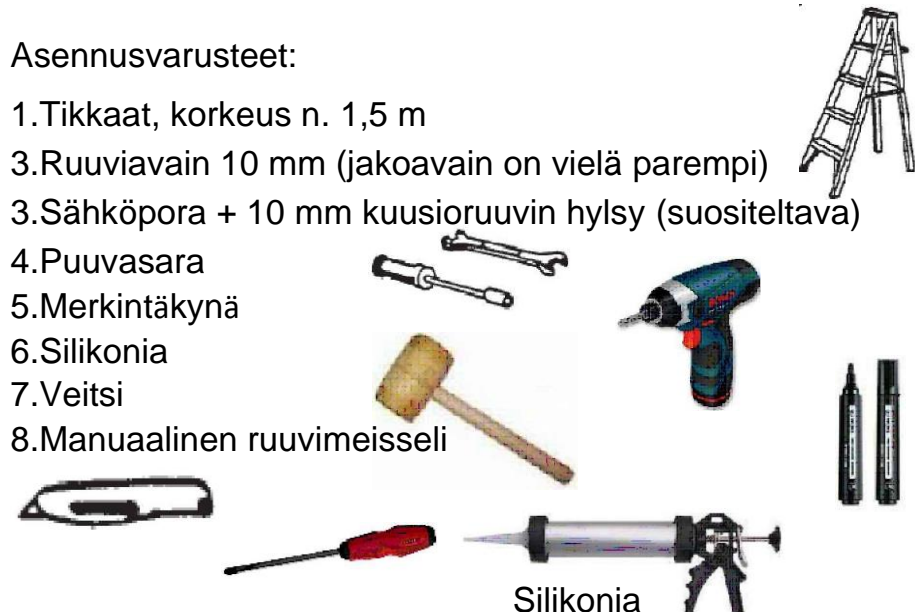 Asennusvarusteet:
1.Tikkaat, korkeus n. 1,5 m
3.Ruuviavain 10 mm (jakoavain on vielä parempi)
3.Sähköpora + 10 mm kuusioruuvin hylsy (suositeltava)
4.Puuvasara
5.Merkintäkynä
6.Silikonia
7.Veitsi
8.Manuaalinen ruuvimeisseli
Silikonia